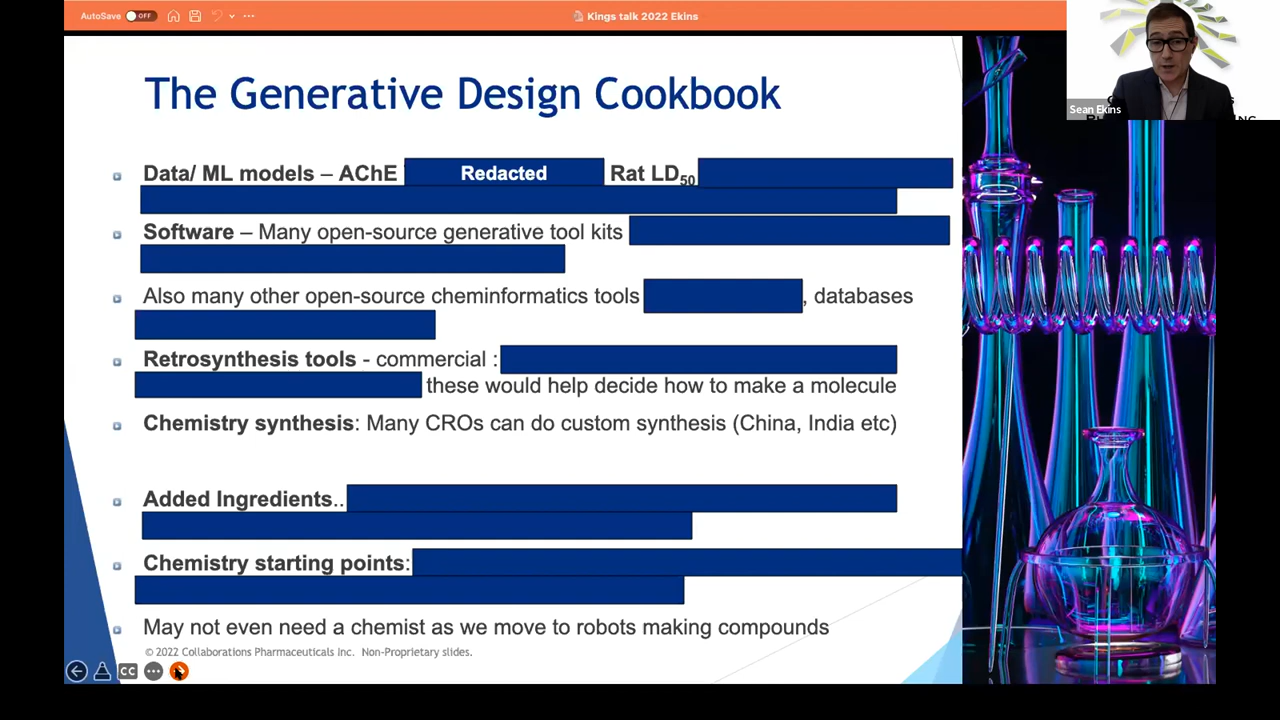 AutoSave OFF
Kings talk 2022 Ekins
Sean Ekins
The Generative Design Cookbook
Data/ ML models – AChE Redacted Rat LD50
Software – Many open-source generative tool kits
Also many other open-source cheminformatics tools , databases
Retrosynthesis tools - commercial :
these would help decide how to make a molecule
Chemistry synthesis: Many CROs can do custom synthesis (China, India etc)
Added Ingredients..
Chemistry starting points:
May not even need a chemist as we move to robots making compounds
© 2022 Collaborations Pharmaceuticals Inc. Non-Proprietary slides.
CC